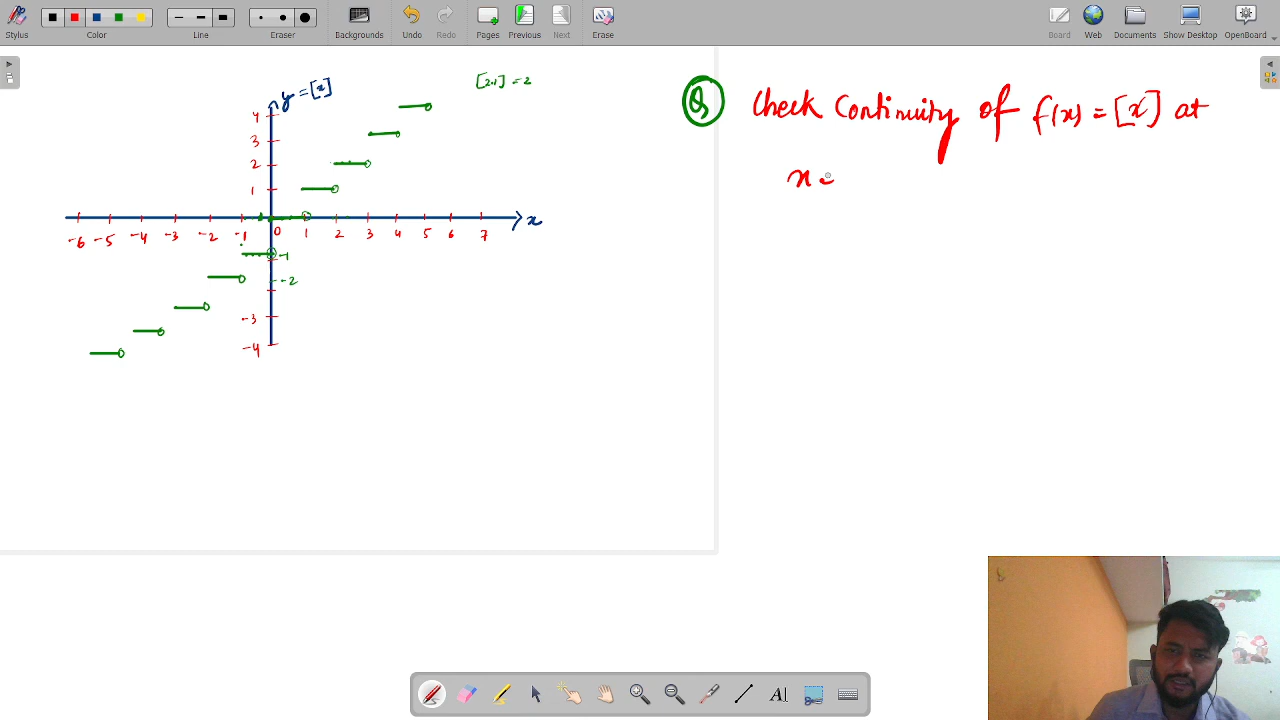 Stylus
Color
Line
Eraser
Backgrounds
Undo
Redo
Pages
Previous
Next
Erase
Board
Web
Documents
Show Desktop
OpenBoard
y = [x]
[2.1] = 2
4
3
2
1
-6 -5 -4 -3 -2 -1 0 1 2 3 4 5 6 7
x
-1
-2
-3
-4
Q Check Continuity of f(x) = [x] at
x =